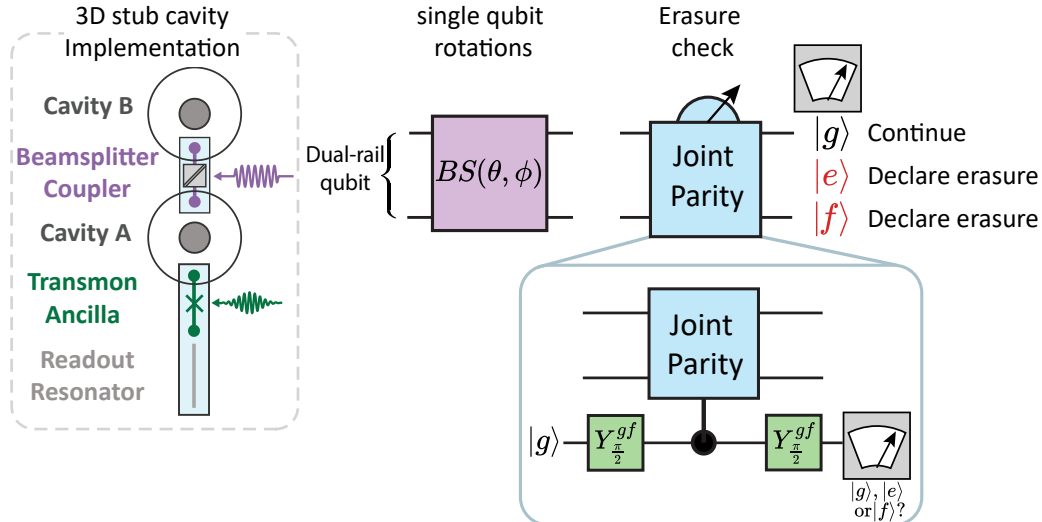 3D stub cavity
Implementation
Cavity B
Beamsplitter
Coupler
Cavity A
Transmon
Ancilla
Readout
Resonator
single qubit
rotations
Dual-rail
qubit
BS(θ, ϕ)
Erasure
check
Joint
Parity
|g⟩ Continue
|e⟩ Declare erasure
|f⟩ Declare erasure
Joint
Parity
|g⟩
Y^{gf}_{π/2}
Y^{gf}_{π/2}
|g⟩, |e⟩
or|f⟩?